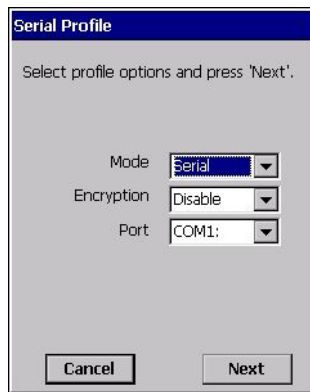 Serial Profile
Select profile options and press 'Next'.
Mode Serial
Encryption Disable
Port COM1:
Cancel Next